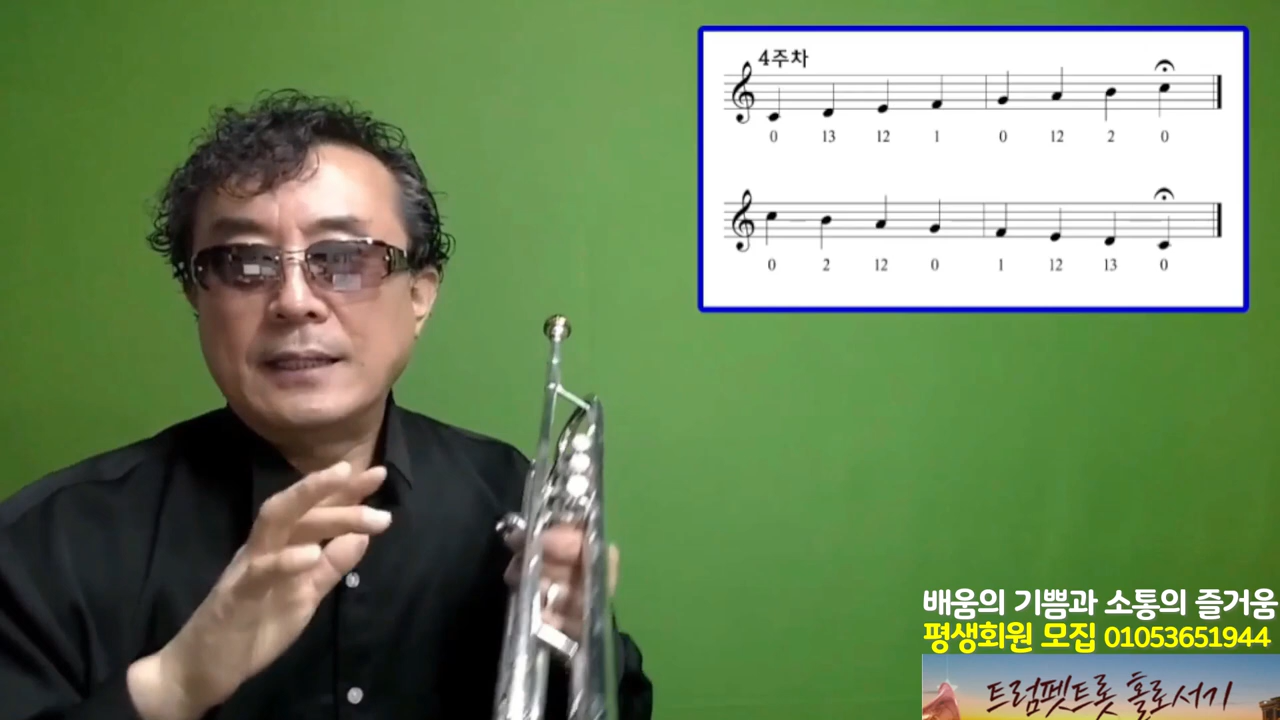 4주차
0 13 12 1 0 12 2 0
0 2 12 0 1 12 13 0
배움의 기쁨과 소통의 즐거움
평생회원 모집 01053651944
트럼펫트롯 홀로서기